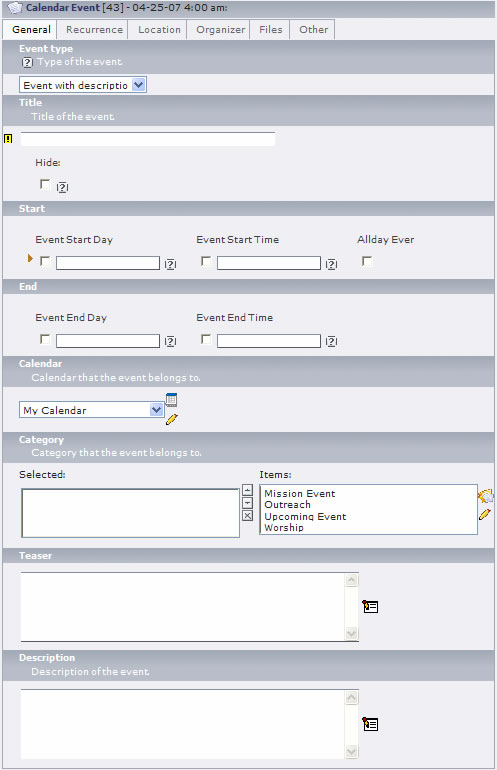 Calendar Event [43] - 04-25-07 4:00 am:
General Recurrence Location Organizer Files Other
Event type
Type of the event.
Event with descriptio
Title
Title of the event.
Hide:
Start
Event Start Day Event Start Time Allday Ever
End
Event End Day Event End Time
Calendar
Calendar that the event belongs to.
My Calendar
Category
Category that the event belongs to.
Selected: Items:
Mission Event
Outreach
Upcoming Event
Worship
Teaser
Description
Description of the event.